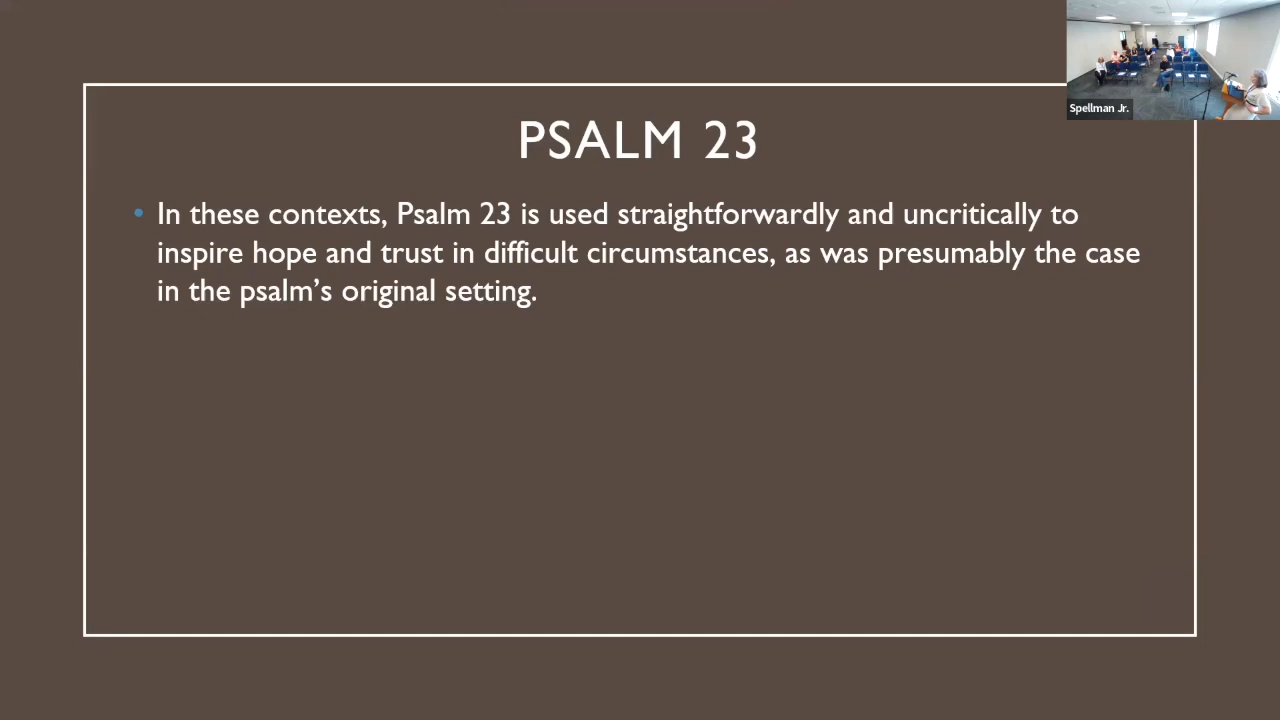 Spellman Jr.
PSALM 23
• In these contexts, Psalm 23 is used straightforwardly and uncritically to
inspire hope and trust in difficult circumstances, as was presumably the case
in the psalm’s original setting.